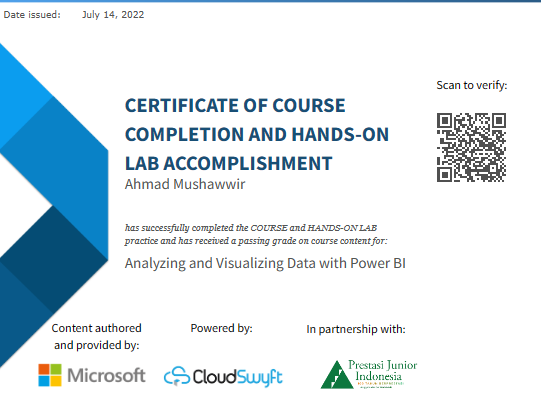 Date issued: July 14, 2022
Scan to verify:
CERTIFICATE OF COURSE
COMPLETION AND HANDS-ON
LAB ACCOMPLISHMENT
Ahmad Mushawwir
has successfully completed the COURSE and HANDS-ON LAB
practice and has received a passing grade on course content for:
Analyzing and Visualizing Data with Power BI
Content authored
and provided by:
Powered by:
In partnership with:
Microsoft
CloudSwyft
Prestasi Junior
Indonesia